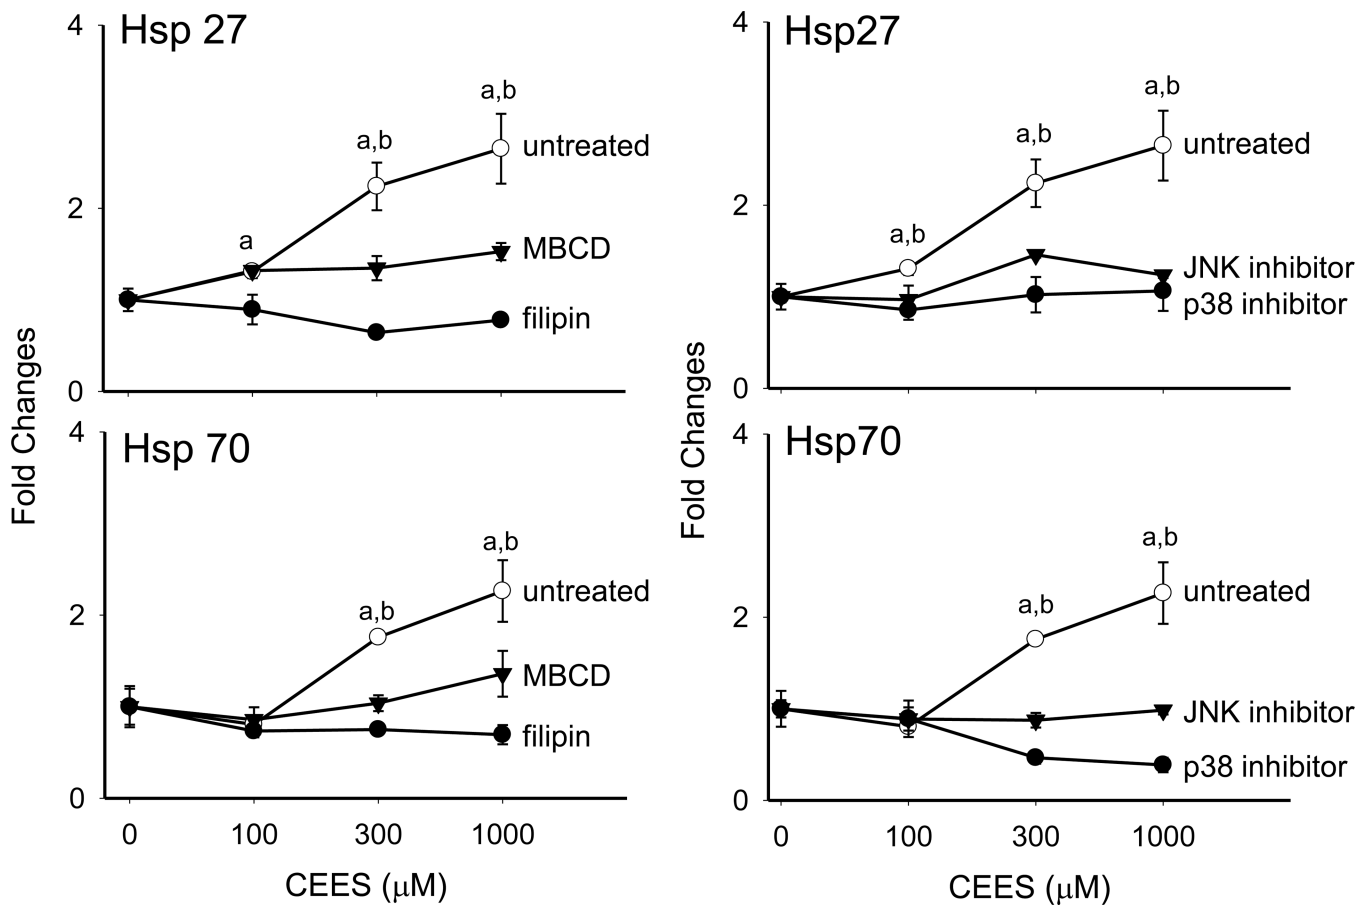 Hsp 27
4
2
0
a
a,b
a,b
untreated
MBCD
filipin
Fold Changes
Hsp27
4
2
0
a,b
a,b
a,b
untreated
JNK inhibitor
p38 inhibitor
Fold Changes
Hsp 70
4
2
0
a,b
a,b
untreated
MBCD
filipin
0 100 300 1000
CEES (μM)
Hsp70
4
2
0
a,b
a,b
untreated
JNK inhibitor
p38 inhibitor
0 100 300 1000
CEES (μM)